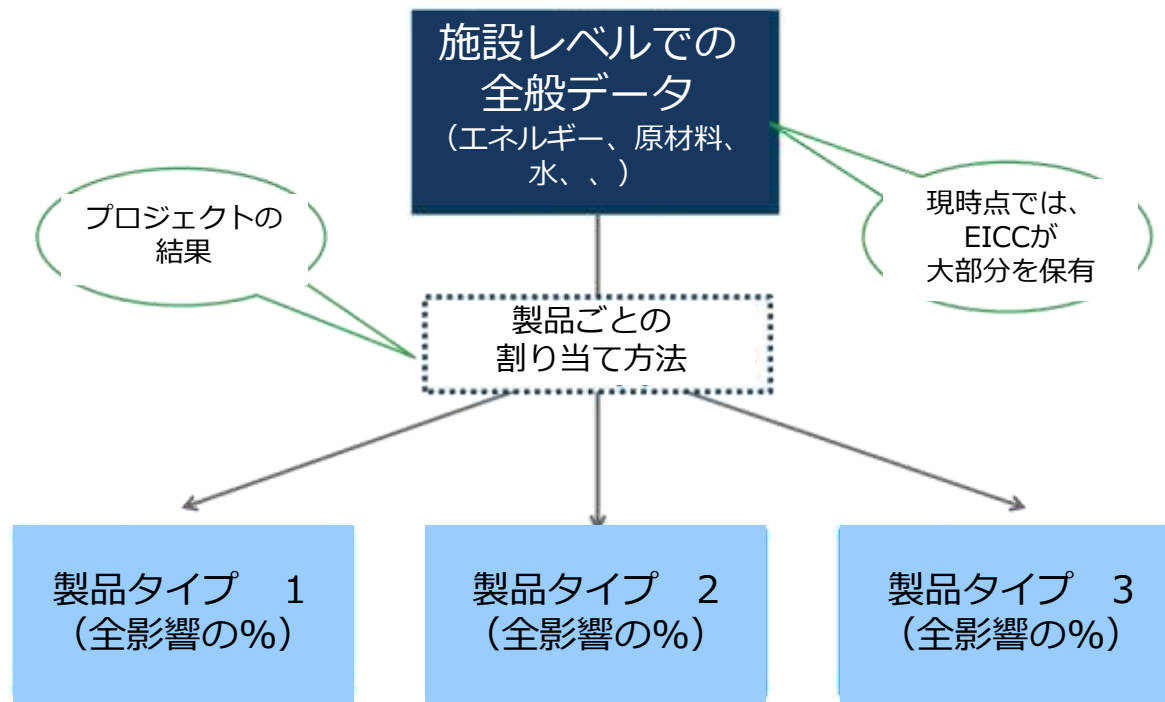 施設レベルでの
全般データ
（エネルギー、原材料、
水、、）
プロジェクトの
結果
現時点では、
EICCが
大部分を保有
製品ごとの
割り当て方法
製品タイプ　1
（全影響の%）
製品タイプ　2
（全影響の%）
製品タイプ　3
（全影響の%）